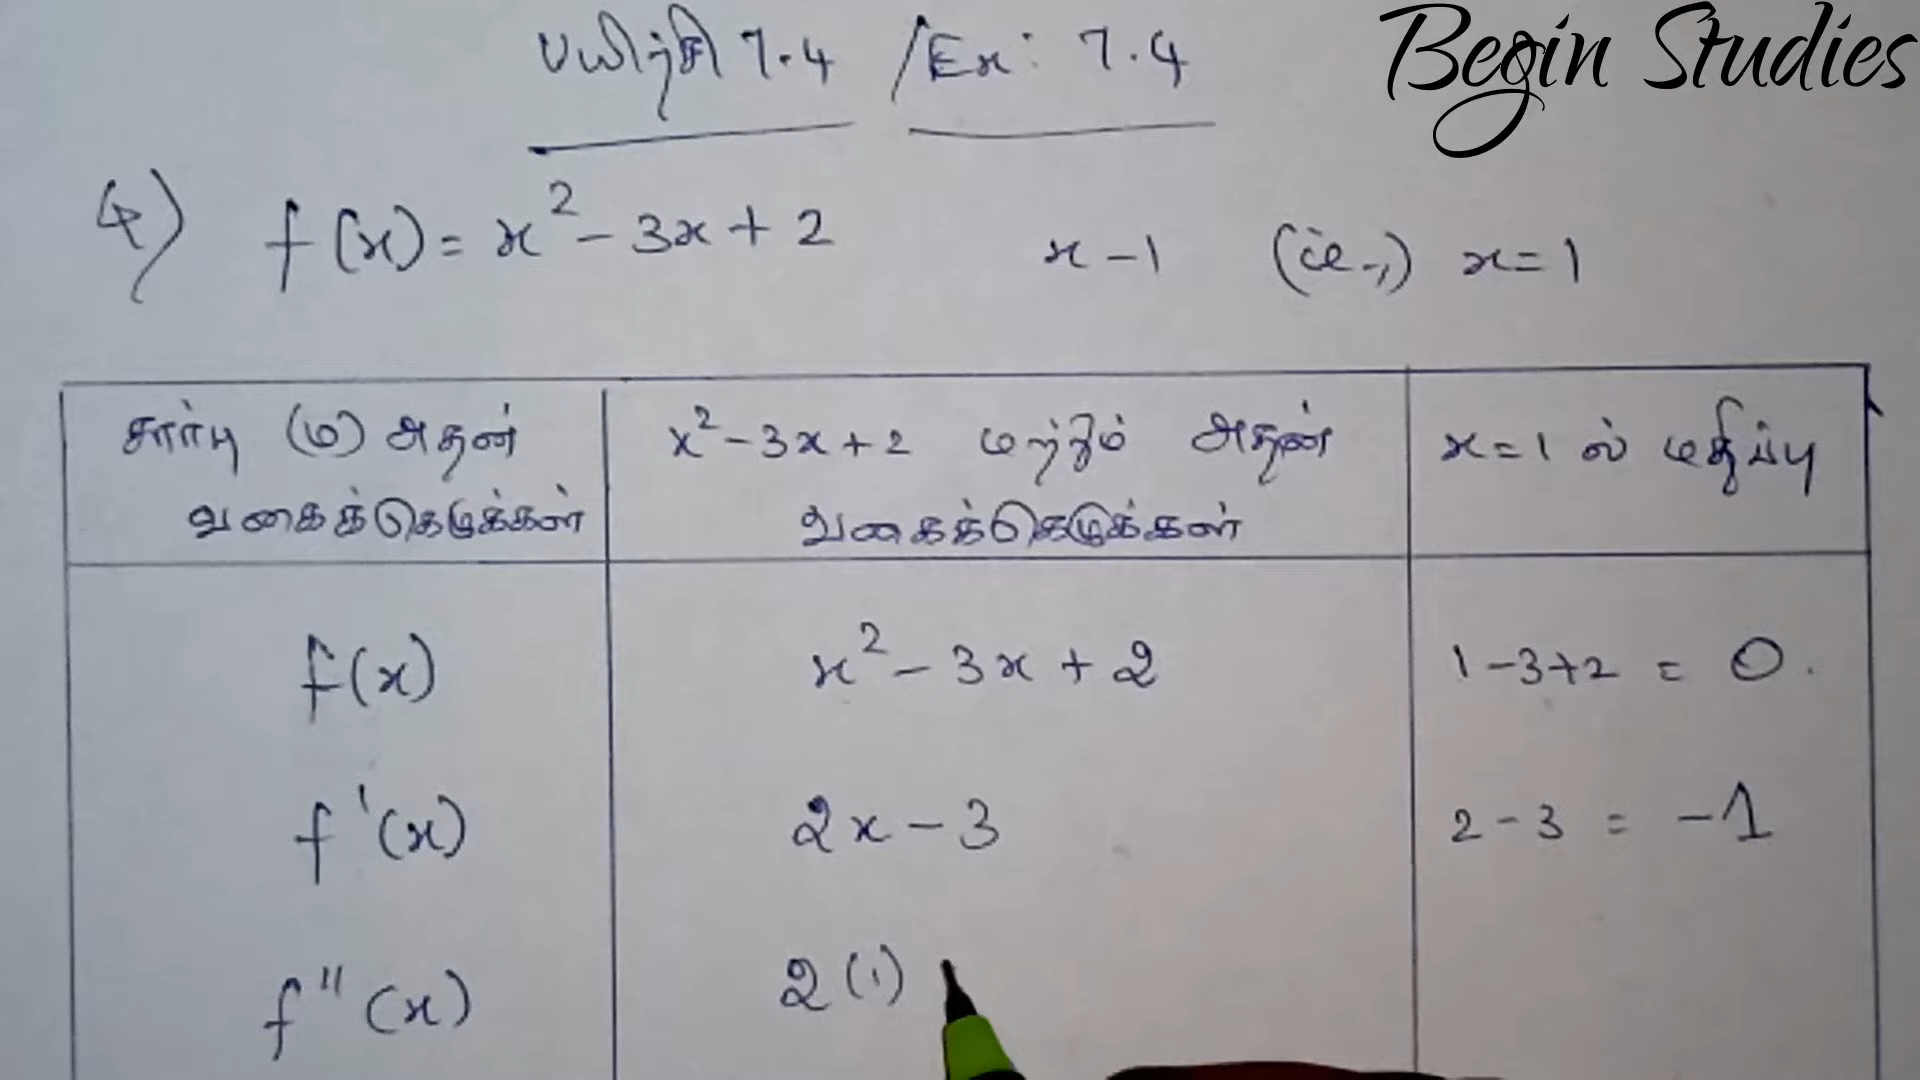 பயிற்சி 7.4 / Ex: 7.4
Begin Studies
4) f(x) = x² - 3x + 2 x - 1 (ie.,) x = 1
சார்பு (ம) அதன் வகைக்கெழுக்கள்
x² - 3x + 2 மற்றும் அதன் வகைக்கெழுக்கள்
x = 1 ல் மதிப்பு
f(x) x² - 3x + 2 1 - 3 + 2 = 0.
f'(x) 2x - 3 2 - 3 = -1
f''(x) 2(1)